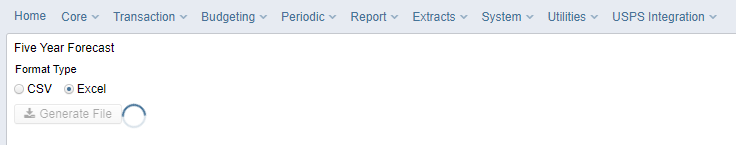 Home Core Transaction Budgeting Periodic Report Extracts System Utilities USPS Integration
Five Year Forecast
Format Type
CSV Excel
Generate File